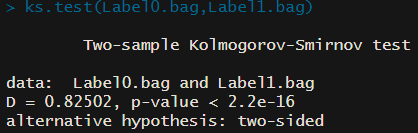 > ks.test(Label0.bag,Label1.bag)
Two-sample Kolmogorov-Smirnov test
data:  Label0.bag and Label1.bag
D = 0.82502, p-value < 2.2e-16
alternative hypothesis: two-sided